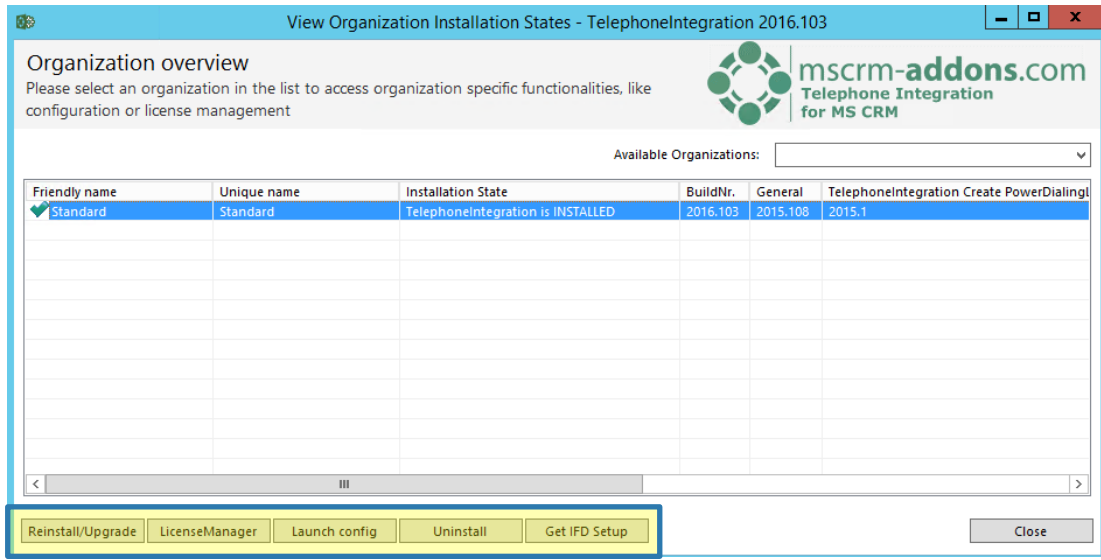 View Organization Installation States - TelephoneIntegration 2016.103
Organization overview
Please select an organization in the list to access organization specific functionalities, like
configuration or license management
mscrm-addons.com
Telephone Integration
for MS CRM
Available Organizations:
Friendly name Unique name Installation State BuildNr. General TelephoneIntegration Create PowerDialingL
Standard Standard TelephoneIntegration is INSTALLED 2016.103 2015.108 2015.1
Reinstall/Upgrade LicenseManager Launch config Uninstall Get IFD Setup Close